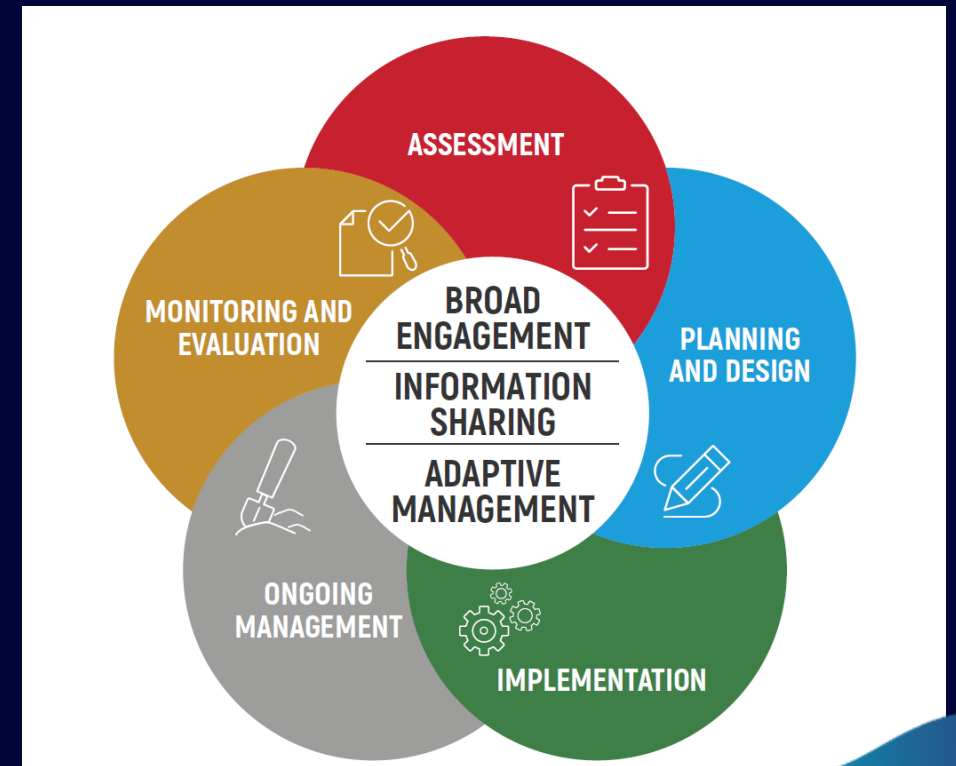 ASSESSMENT
PLANNING
AND DESIGN
IMPLEMENTATION
ONGOING
MANAGEMENT
MONITORING AND
EVALUATION
BROAD
ENGAGEMENT
INFORMATION
SHARING
ADAPTIVE
MANAGEMENT